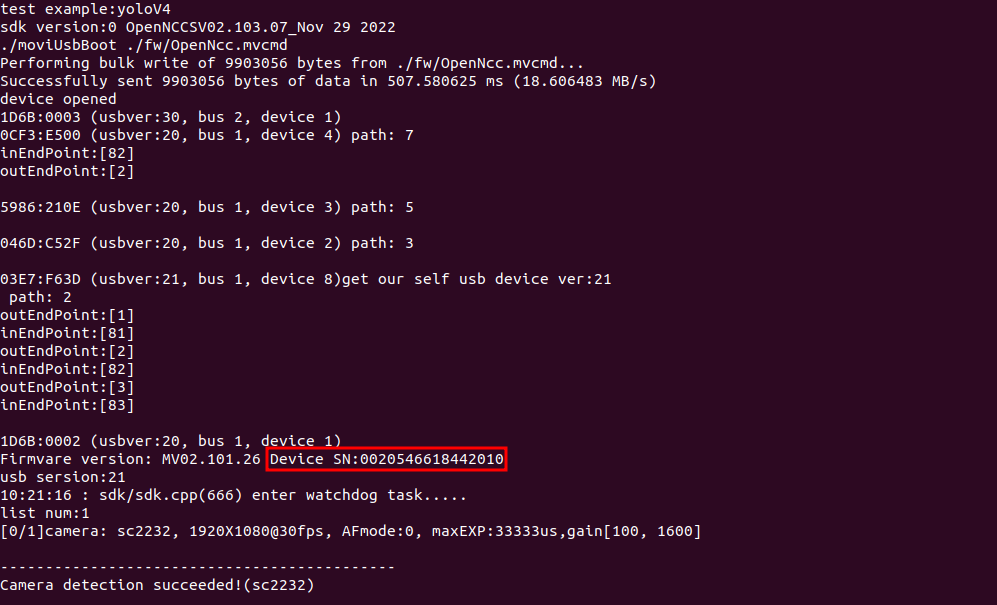 test example:yoloV4
sdk version:0 OpenNCCSV02.103.07_Nov 29 2022
./moviUsbBoot ./fw/OpenNcc.mvcmd
Performing bulk write of 9903056 bytes from ./fw/OpenNcc.mvcmd...
Successfully sent 9903056 bytes of data in 507.580625 ms (18.606483 MB/s)
device opened
1D6B:0003 (usbver:30, bus 2, device 1)
0CF3:E500 (usbver:20, bus 1, device 4) path: 7
inEndPoint:[82]
outEndPoint:[2]
5986:210E (usbver:20, bus 1, device 3) path: 5
046D:C52F (usbver:20, bus 1, device 2) path: 3
03E7:F63D (usbver:21, bus 1, device 8)get our self usb device ver:21
 path: 2
outEndPoint:[1]
inEndPoint:[81]
outEndPoint:[2]
inEndPoint:[82]
outEndPoint:[3]
inEndPoint:[83]
1D6B:0002 (usbver:20, bus 1, device 1)
Firmvare version: MV02.101.26 Device SN:0020546618442010
usb sersion:21
10:21:16 : sdk/sdk.cpp(666) enter watchdog task.....
list num:1
[0/1]camera: sc2232, 1920X1080@30fps, AFmode:0, maxEXP:33333us,gain[100, 1600]
--------------------------------------------
Camera detection succeeded!(sc2232)